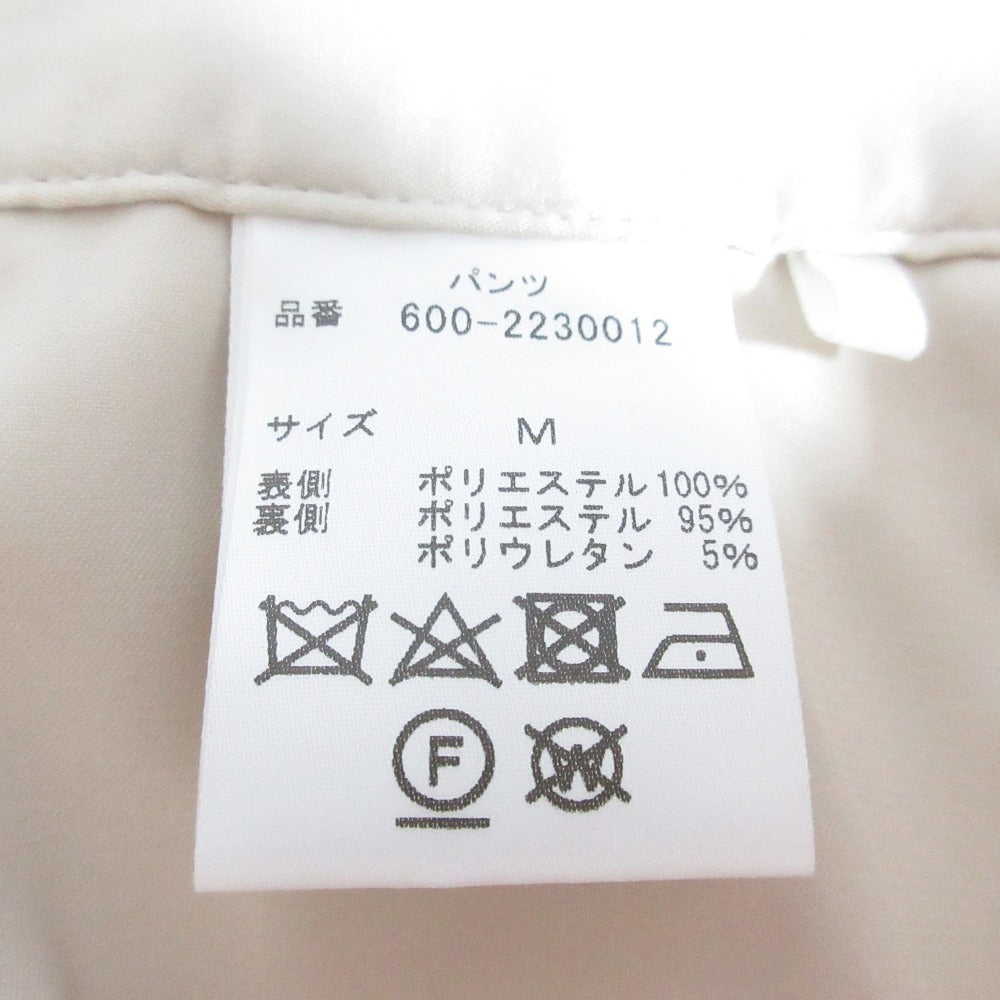 パンツ
品番 600-2230012
サイズ M
表側 ポリエステル100%
裏側 ポリエステル 95%
ポリウレタン 5%
F
W